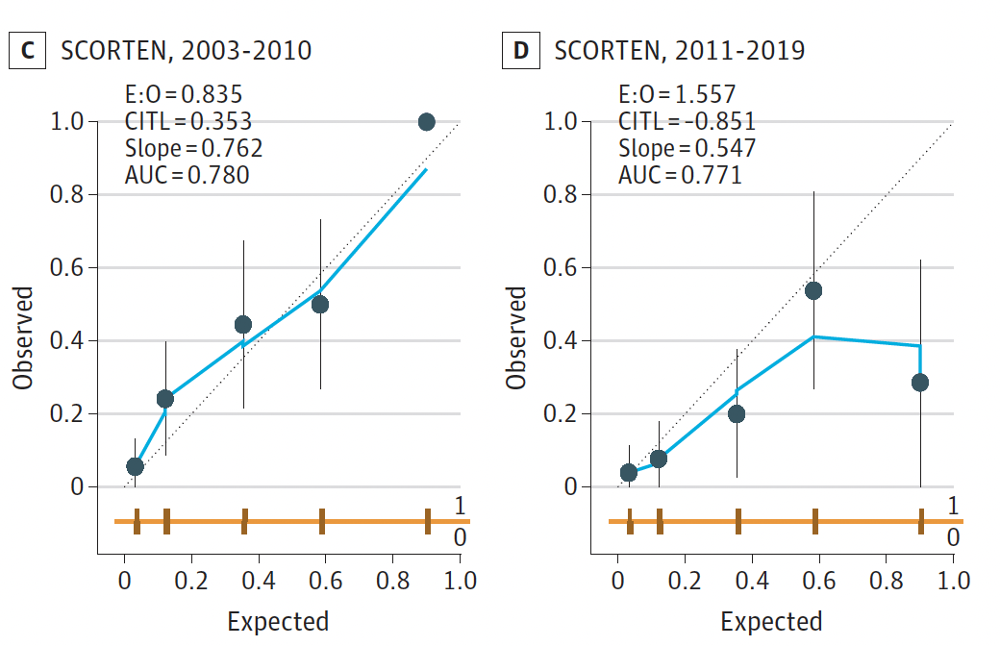 C SCORTEN, 2003-2010
E:O = 0.835
CITL = 0.353
Slope = 0.762
AUC = 0.780
1.0
0.8
0.6
0.4
0.2
0
Observed
1
0
0 0.2 0.4 0.6 0.8 1.0
Expected
D SCORTEN, 2011-2019
E:O = 1.557
CITL = -0.851
Slope = 0.547
AUC = 0.771
1.0
0.8
0.6
0.4
0.2
0
Observed
1
0
0 0.2 0.4 0.6 0.8 1.0
Expected